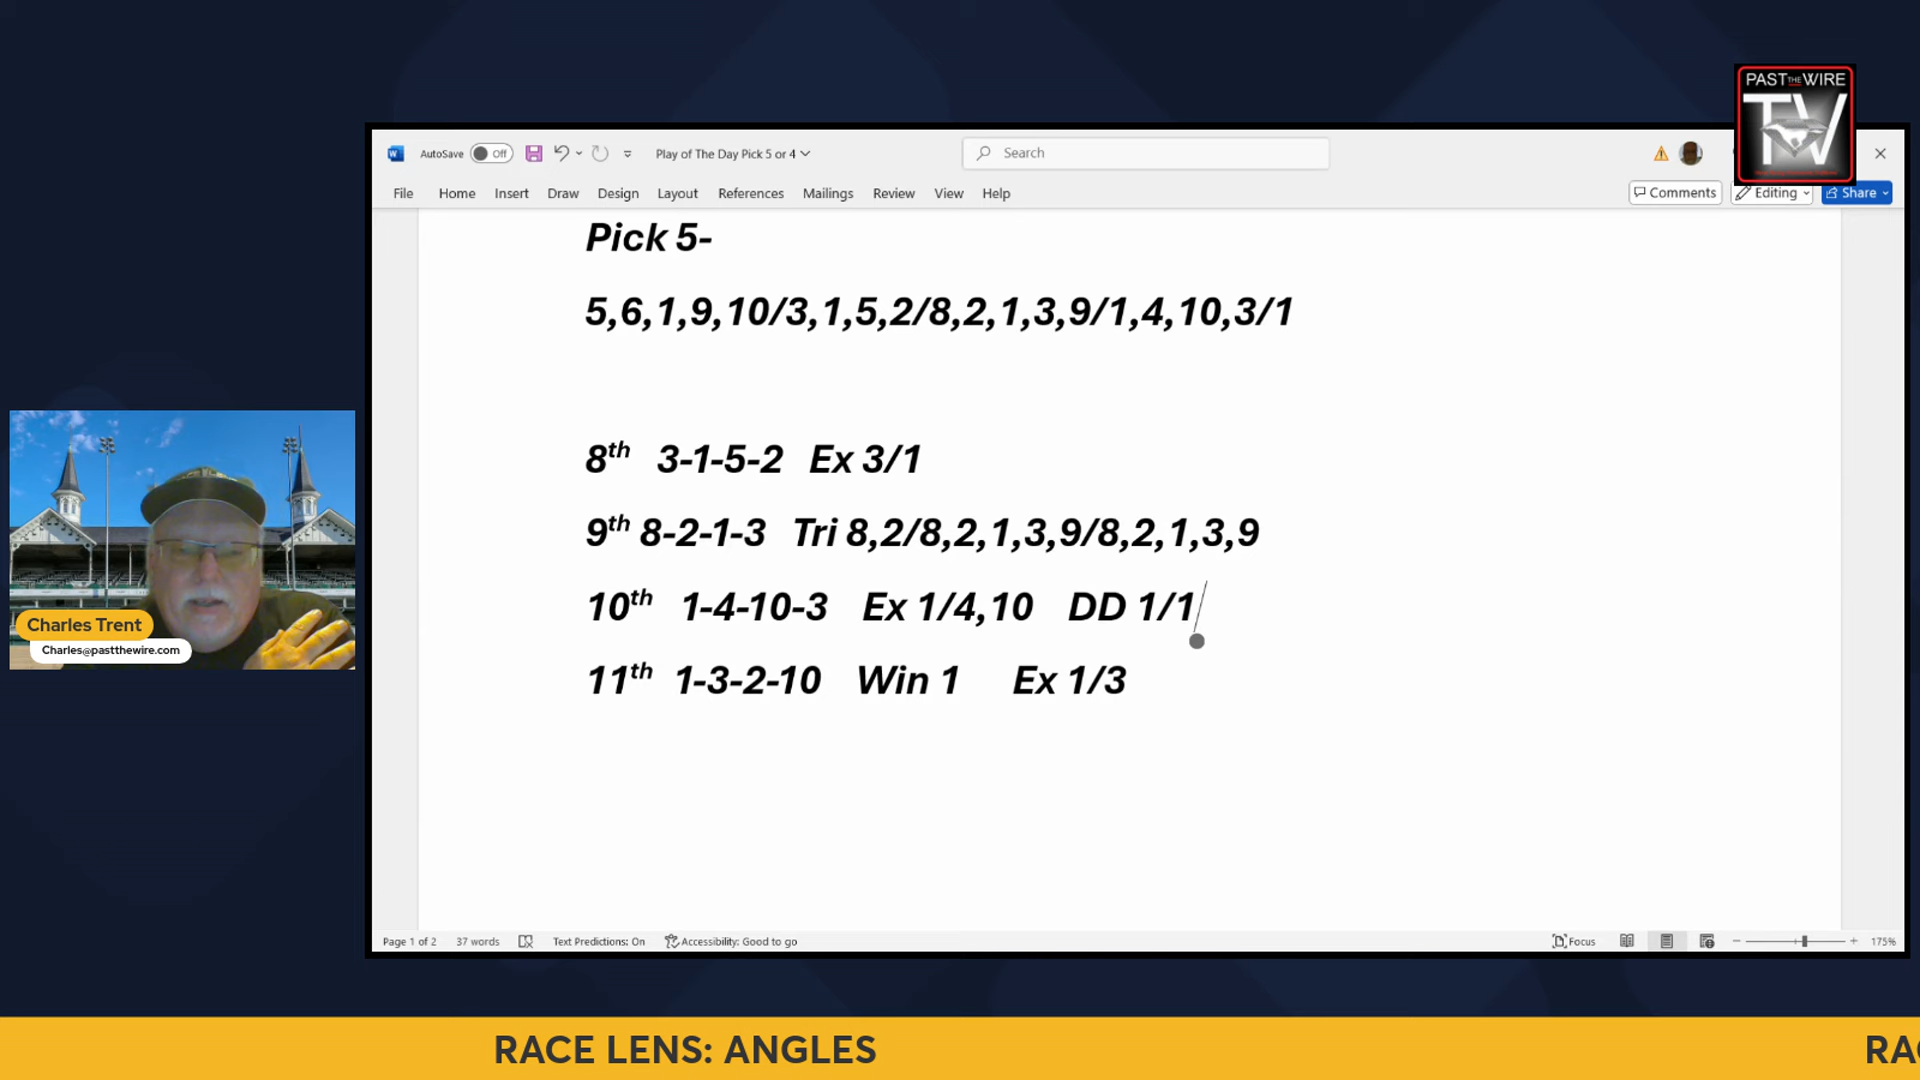 PAST THE WIRE
TV
AutoSave Off Play of The Day Pick 5 or 4 Search
File Home Insert Draw Design Layout References Mailings Review View Help Comments Editing Share
Pick 5-
5,6,1,9,10/3,1,5,2/8,2,1,3,9/1,4,10,3/1
8th 3-1-5-2 Ex 3/1
9th 8-2-1-3 Tri 8,2/8,2,1,3,9/8,2,1,3,9
10th 1-4-10-3 Ex 1/4,10 DD 1/1
11th 1-3-2-10 Win 1 Ex 1/3
Charles Trent
Charles@pastthewire.com
Page 1 of 2 37 words Text Predictions: On Accessibility: Good to go Focus 175%
RACE LENS: ANGLES RAC